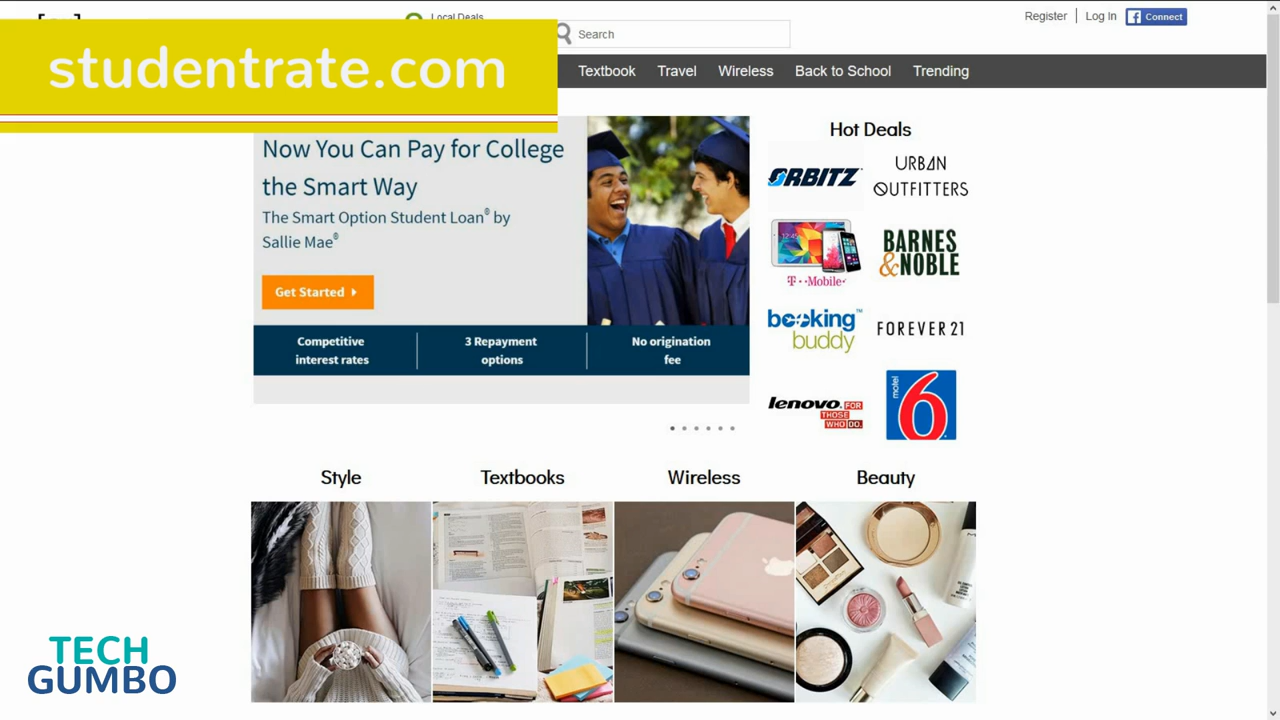 Local Deals
Register | Log In
Connect
studentrate.com
Search
Textbook Travel Wireless Back to School Trending
Now You Can Pay for College
the Smart Way
The Smart Option Student Loan® by
Sallie Mae®
Get Started
Competitive
interest rates
3 Repayment
options
No origination
fee
Hot Deals
ORBITZ
URBAN
OUTFITTERS
12:45
T··Mobile·
BARNES
&NOBLE
booking™
buddy
FOREVER 21
lenovo. FOR
THOSE
WHO DO.
motel
6
Style
Textbooks
Wireless
Beauty
TECH
GUMBO